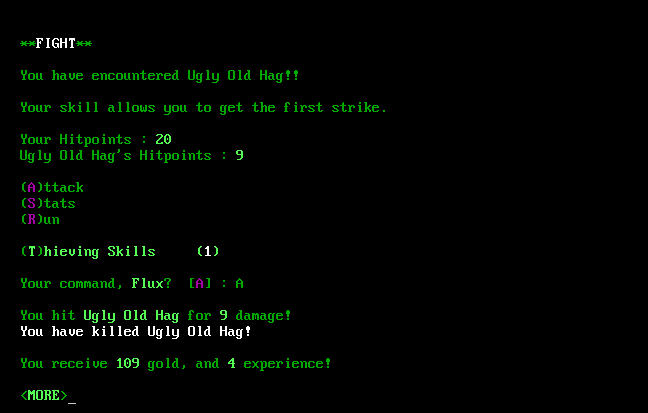 **FIGHT**
You have encountered Ugly Old Hag!!
Your skill allows you to get the first strike.
Your Hitpoints : 20
Ugly Old Hag's Hitpoints : 9
(A)ttack
(S)tats
(R)un
(T)hieving Skills     (1)
Your command, Flux?  [A] : A
You hit Ugly Old Hag for 9 damage!
You have killed Ugly Old Hag!
You receive 109 gold, and 4 experience!
<MORE>_